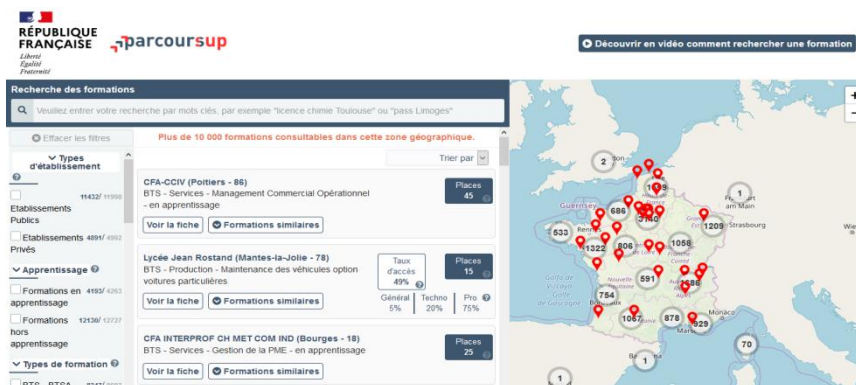 RÉPUBLIQUE
FRANÇAISE
Liberté
Égalité
Fraternité
parcoursup
Découvrir en vidéo comment rechercher une formation
Recherche des formations
Veuillez entrer votre recherche par mots clés, par exemple "licence chimie Toulouse" ou "pass Limoges"
Effacer les filtres
Plus de 10 000 formations consultables dans cette zone géographique.
Types
d'établissement
11432/ 11998
Etablissements
Publics
Etablissements 4891/ 4992
Privés
Apprentissage
Formations en 4193/ 4263
apprentissage
Formations 12130/ 12727
hors
apprentissage
Types de formation
BTS - BTSA
Trier par
CFA-CCIV (Poitiers - 86)
BTS - Services - Management Commercial Opérationnel
- en apprentissage
Places
45
Voir la fiche
Formations similaires
Lycée Jean Rostand (Mantes-la-Jolie - 78)
BTS - Production - Maintenance des véhicules option
voitures particulières
Taux
d'accès
49%
Places
15
Général Techno Pro
5% 20% 75%
Voir la fiche
Formations similaires
CFA INTERPROF CH MET COM IND (Bourges - 18)
BTS - Services - Gestion de la PME - en apprentissage
Places
25
Voir la fiche
Formations similaires
+
−
2
1
am Main
Guernsey
686
1209
Strasbourg
533
1322
806
1058
591
754
1067
878
Monaco
70
1
1